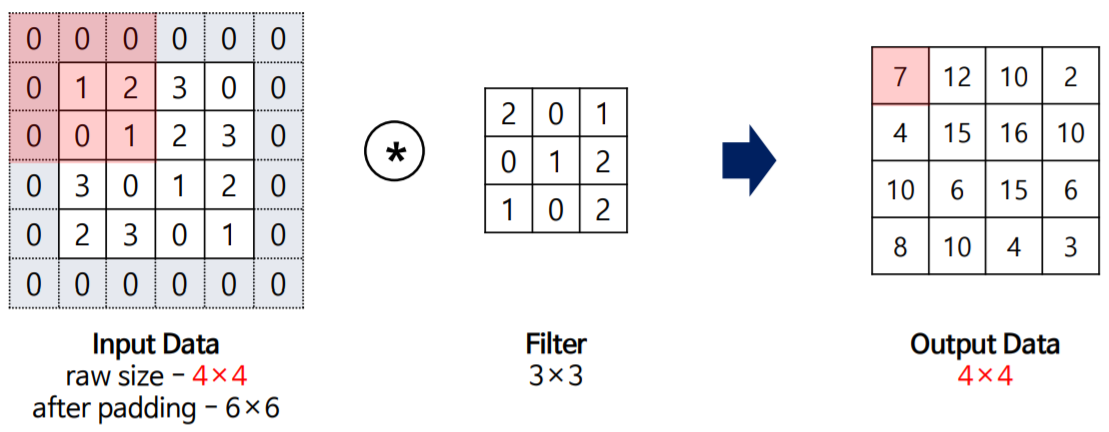 0 0 0 0 0 0
0 1 2 3 0 0
0 0 1 2 3 0
0 3 0 1 2 0
0 2 3 0 1 0
0 0 0 0 0 0
Input Data
raw size - 4×4
after padding - 6×6
*
2 0 1
0 1 2
1 0 2
Filter
3×3
7 12 10 2
4 15 16 10
10 6 15 6
8 10 4 3
Output Data
4×4